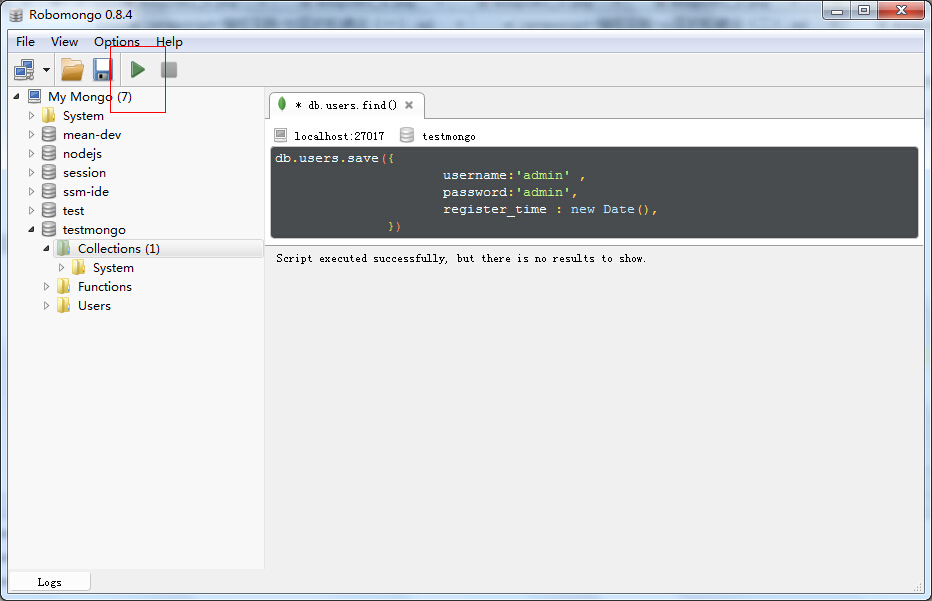 Robomongo 0.8.4
File View Options Help
My Mongo (7)
System
mean-dev
nodejs
session
ssm-ide
test
testmongo
Collections (1)
System
Functions
Users
* db.users.find()
localhost:27017 testmongo
db.users.save({
username:'admin' ,
password:'admin',
register_time : new Date(),
})
Script executed successfully, but there is no results to show.
Logs